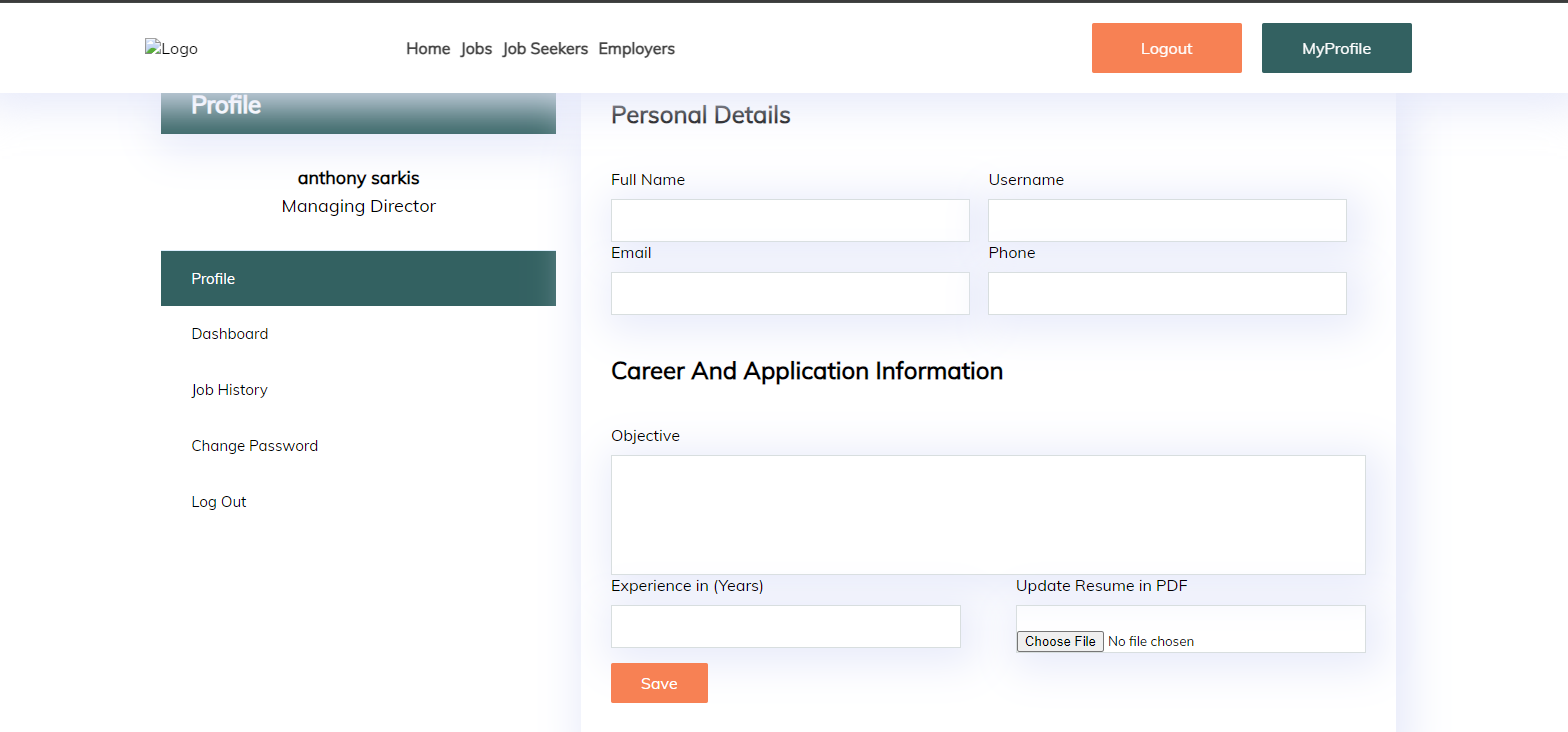 Logo
Home Jobs Job Seekers Employers
Logout
MyProfile
Profile
anthony sarkis
Managing Director
Profile
Dashboard
Job History
Change Password
Log Out
Personal Details
Full Name
Username
Email
Phone
Career And Application Information
Objective
Experience in (Years)
Update Resume in PDF
Choose File No file chosen
Save